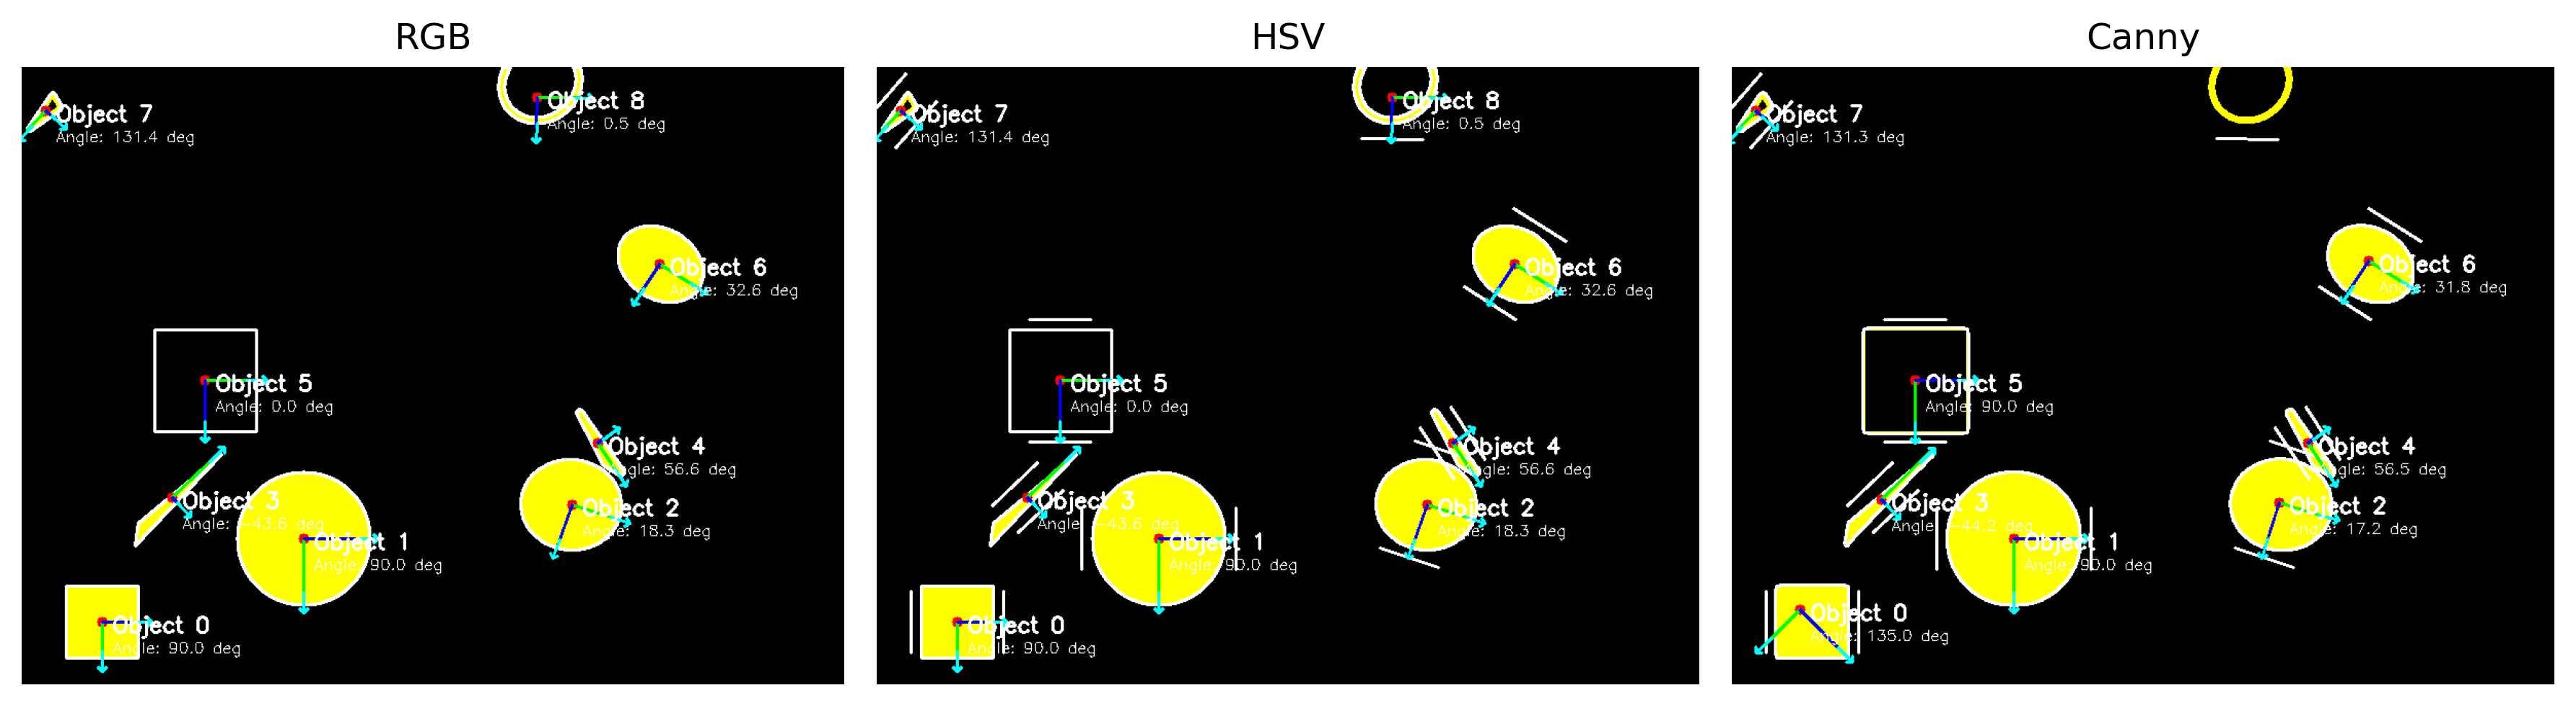 RGB
Object 7
Angle: 131.4 deg
Object 8
Angle: 0.5 deg
Object 6
Angle: 32.6 deg
Object 5
Angle: 0.0 deg
Object 4
Angle: 56.6 deg
Object 3
Angle: -43.6 deg
Object 2
Angle: 18.3 deg
Object 1
Angle: 90.0 deg
Object 0
Angle: 90.0 deg
HSV
Object 7
Angle: 131.4 deg
Object 8
Angle: 0.5 deg
Object 6
Angle: 32.6 deg
Object 5
Angle: 0.0 deg
Object 4
Angle: 56.6 deg
Object 3
Angle: -43.6 deg
Object 2
Angle: 18.3 deg
Object 1
Angle: 90.0 deg
Object 0
Angle: 90.0 deg
Canny
Object 7
Angle: 131.3 deg
Object 6
Angle: 31.8 deg
Object 5
Angle: 90.0 deg
Object 4
Angle: 56.5 deg
Object 3
Angle: -44.2 deg
Object 2
Angle: 17.2 deg
Object 1
Angle: 90.0 deg
Object 0
Angle: 135.0 deg